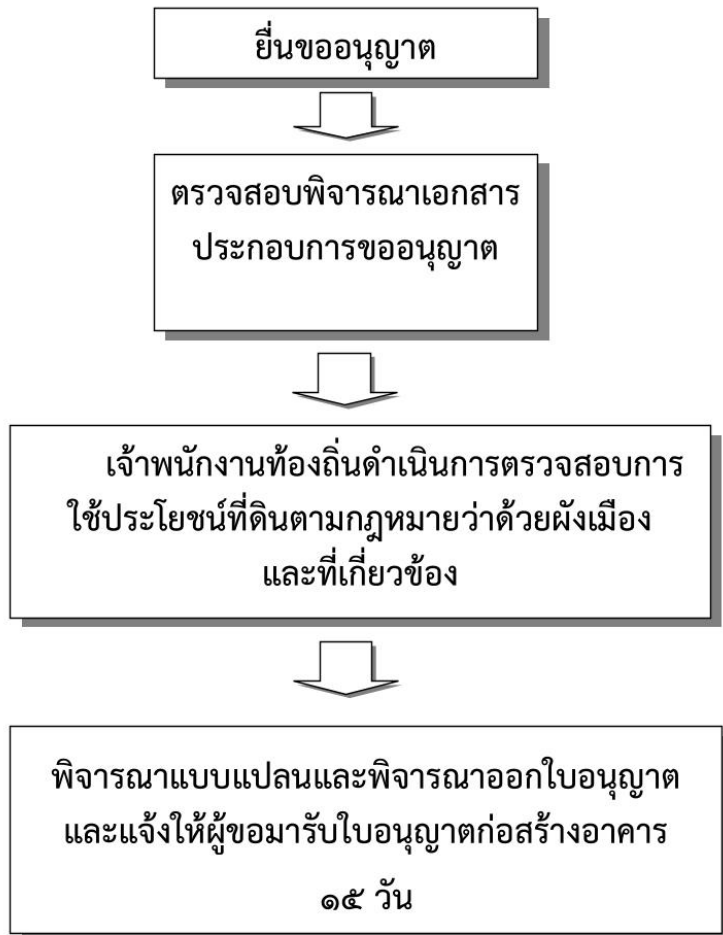 ยื่นขออนุญาต
ตรวจสอบพิจารณาเอกสาร
ประกอบการขออนุญาต
เจ้าพนักงานท้องถิ่นดำเนินการตรวจสอบการ
ใช้ประโยชน์ที่ดินตามกฎหมายว่าด้วยผังเมือง
และที่เกี่ยวข้อง
พิจารณาแบบแปลนและพิจารณาออกใบอนุญาต
และแจ้งให้ผู้ขอมารับใบอนุญาตก่อสร้างอาคาร
๑๕ วัน